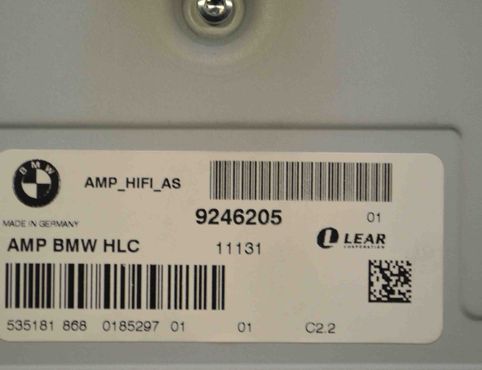 BMW
AMP_HIFI_AS
9246205 01
MADE IN GERMANY
AMP BMW HLC 11131 LEAR
CORPORATION
535181 868 0185297 01 01 C2.2